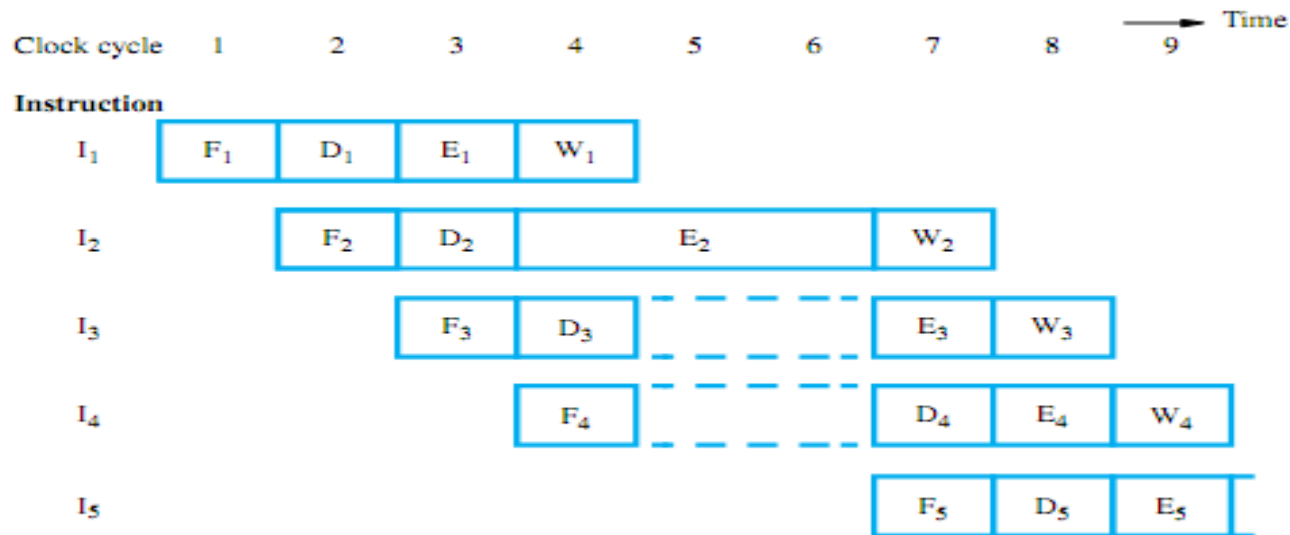 Time
Clock cycle 1 2 3 4 5 6 7 8 9
Instruction
I₁ F₁ D₁ E₁ W₁
I₂ F₂ D₂ E₂ W₂
I₃ F₃ D₃ E₃ W₃
I₄ F₄ D₄ E₄ W₄
I₅ F₅ D₅ E₅